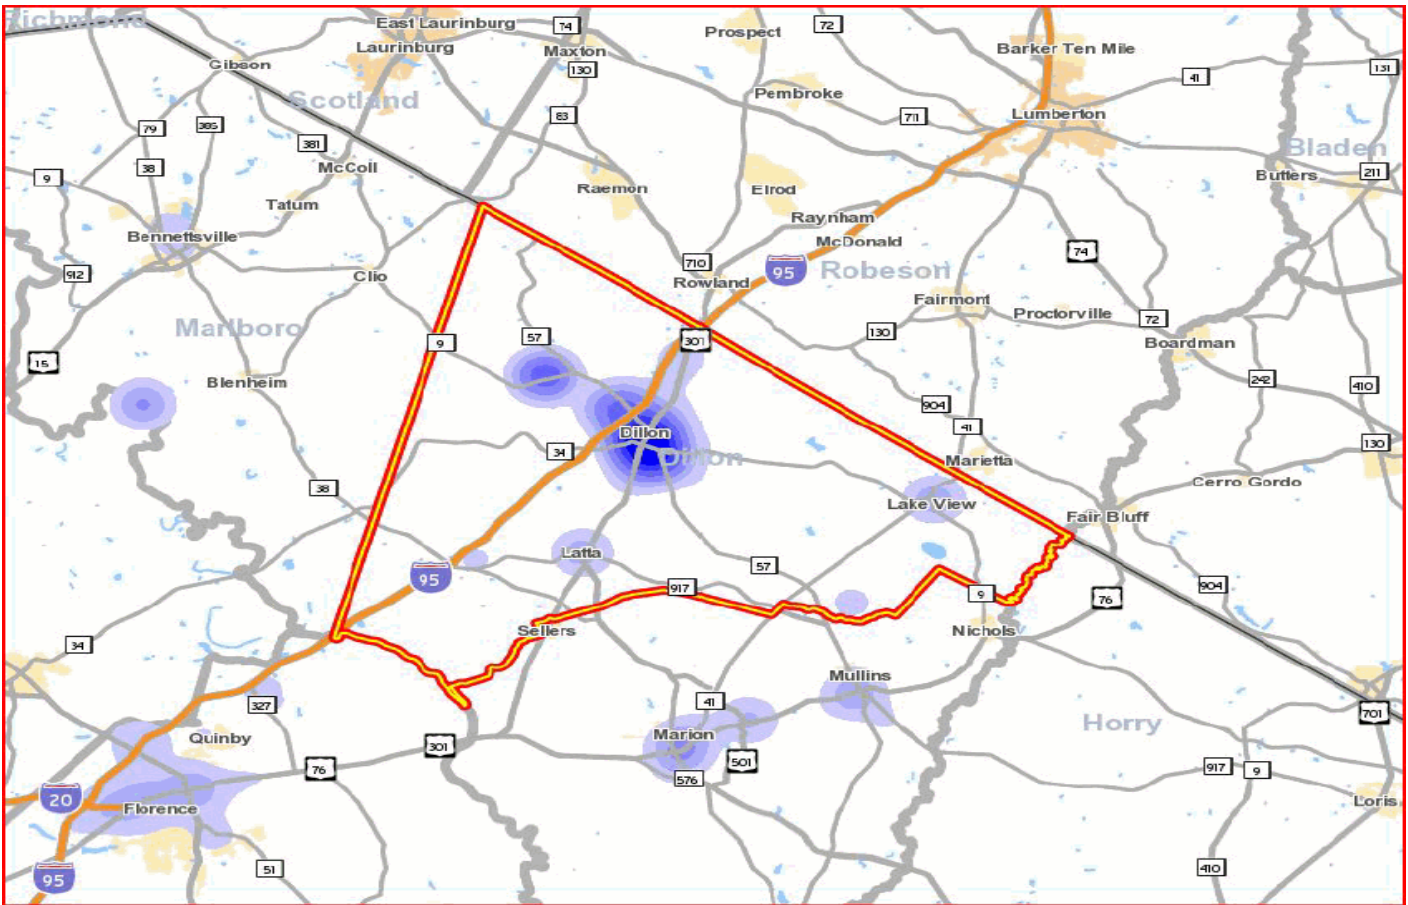 Richmond
East Laurinburg
74
Prospect
72
Laurinburg
Maxton
Barker Ten Mile
Gibson
130
41
131
Scotland
Pembroke
83
711
Lumberton
79
385
381
Bladen
38
McColl
9
Raemon
Elrod
Butters
211
Tatum
Raynham
Bennettsville
McDonald
74
912
Clio
710
Rowland
95
Robeson
Fairmont
Proctorville
72
Marlboro
130
57
301
9
Boardman
15
Blenheim
242
410
904
41
Dillon
130
34
Dillon
Marietta
38
Cerro Gordo
Lake View
Fair Bluff
Latta
57
95
917
904
9
76
Sellers
Nichols
34
Mullins
327
41
701
Horry
Quinby
301
Marion
501
76
576
917
9
20
Florence
Loris
51
410
95